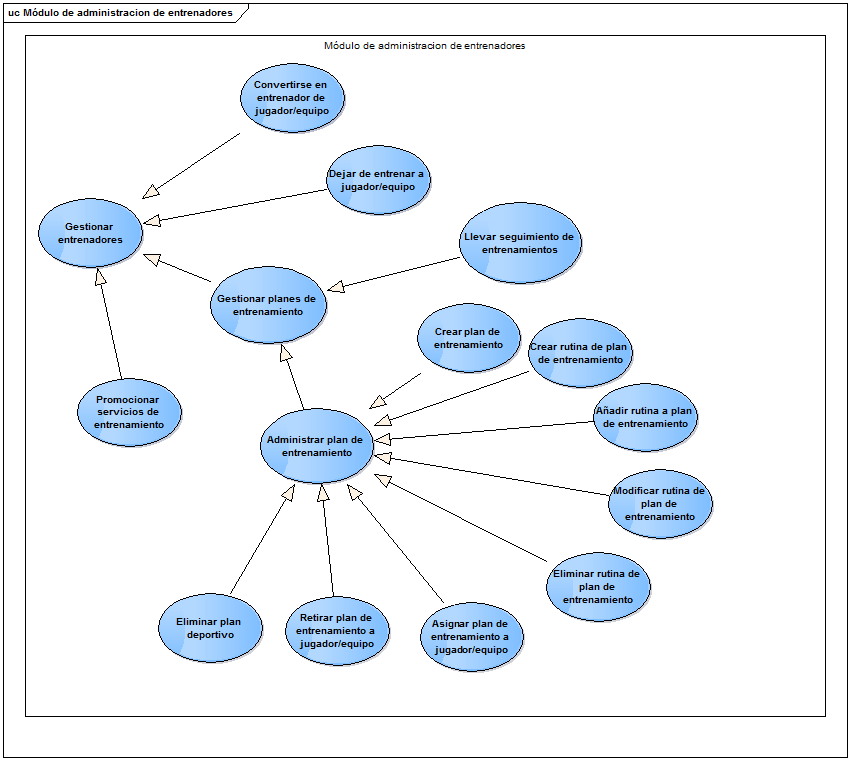 uc Módulo de administracion de entrenadores
Módulo de administracion de entrenadores
Convertirse en
entrenador de
jugador/equipo
Dejar de entrenar a
jugador/equipo
Gestionar
entrenadores
Llevar seguimiento de
entrenamientos
Gestionar planes de
entrenamiento
Crear plan de
entrenamiento
Crear rutina de plan
de entrenamiento
Promocionar
servicios de
entrenamiento
Añadir rutina a plan
de entrenamiento
Administrar plan de
entrenamiento
Modificar rutina de
plan de
entrenamiento
Eliminar rutina de
plan de
entrenamiento
Eliminar plan
deportivo
Retirar plan de
entrenamiento a
jugador/equipo
Asignar plan de
entrenamiento a
jugador/equipo